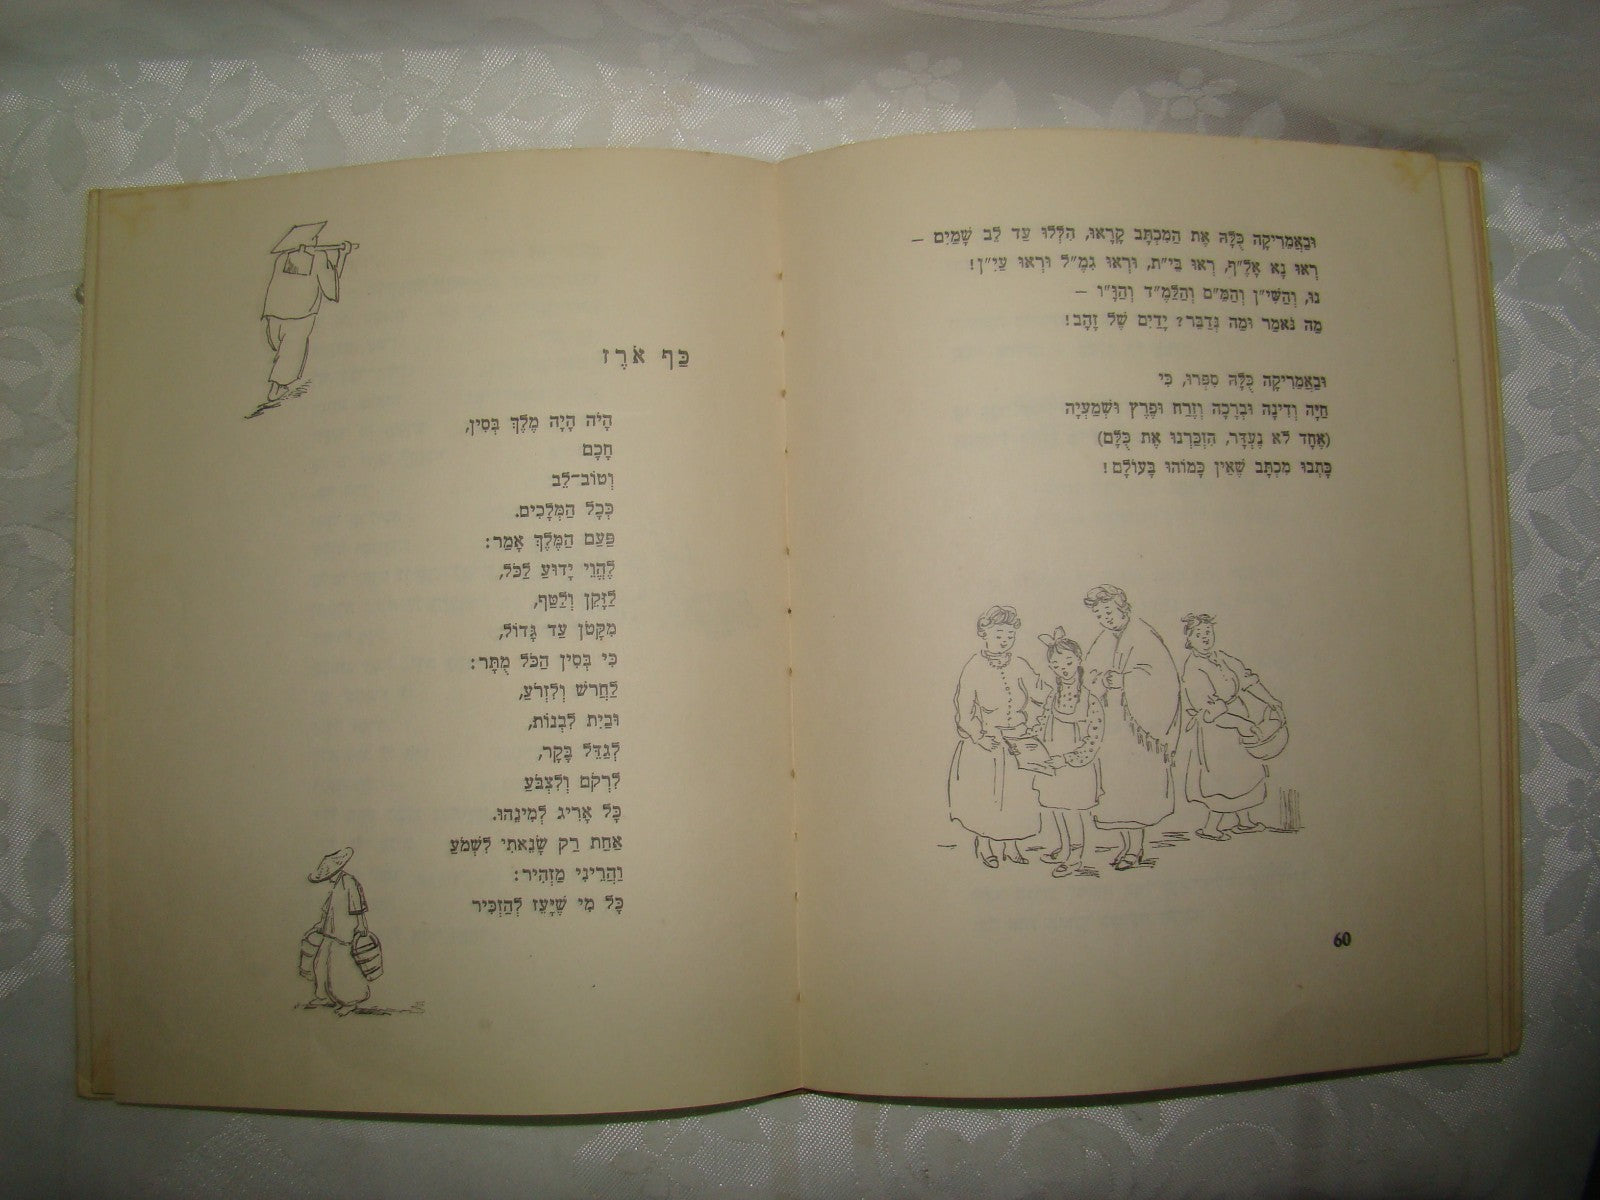 וּבַאֲמֵרִיקָה כֻּלָּהּ אֶת הַמִּכְתָּב קָרָאוּ, הִלְּלוּ עַד לֵב שָׁמַיִם –
רְאוּ נָא אָלֶ״ף, רְאוּ בֵּי״ת, וּרְאוּ גִמֶ״ל וּרְאוּ עַיִ״ן!
נוּ, וְהַשִּׁי״ן וְהַמֵּ״ם וְהַלָּמֶ״ד וְהַוָּ״ו –
מַה נֹּאמַר וּמַה נְּדַבֵּר? יָדַיִם שֶׁל זָהָב!
וּבַאֲמֵרִיקָה כֻּלָּהּ סִפְּרוּ, כִּי
חַיָּה וְדִינָה וּבְרָכָה וְזֶרַח וּפֶרֶץ וּשְׁמַעְיָה
(אֶחָד לֹא נֶעְדָּר, הִזְכַּרְנוּ אֶת כֻּלָּם)
כָּתְבוּ מִכְתָּב שֶׁאֵין כָּמוֹהוּ בָּעוֹלָם!
60
כַּף אֹרֶז
הָיֹה הָיָה מֶלֶךְ בְּסִין,
חָכָם
וְטוֹב־לֵב
כְּכָל הַמְּלָכִים.
פַּעַם הַמֶּלֶךְ אָמַר:
לֶהֱוֵי יָדוּעַ לַכֹּל,
לַזָּקֵן וְלַטַּף,
מִקָּטֹן עַד גָּדוֹל,
כִּי בְּסִין הַכֹּל מֻתָּר:
לַחֲרֹשׁ וְלִזְרֹעַ,
וּבַיִת לִבְנוֹת,
לְגַדֵּל בָּקָר,
לִרְקֹם וְלִצְבֹּעַ
כָּל אָרִיג לְמִינֵהוּ.
אַחַת רַק שָׂנֵאתִי לִשְׁמֹעַ
וַהֲרֵינִי מַזְהִיר:
כָּל מִי שֶׁיָּעֵז לְהַזְכִּיר